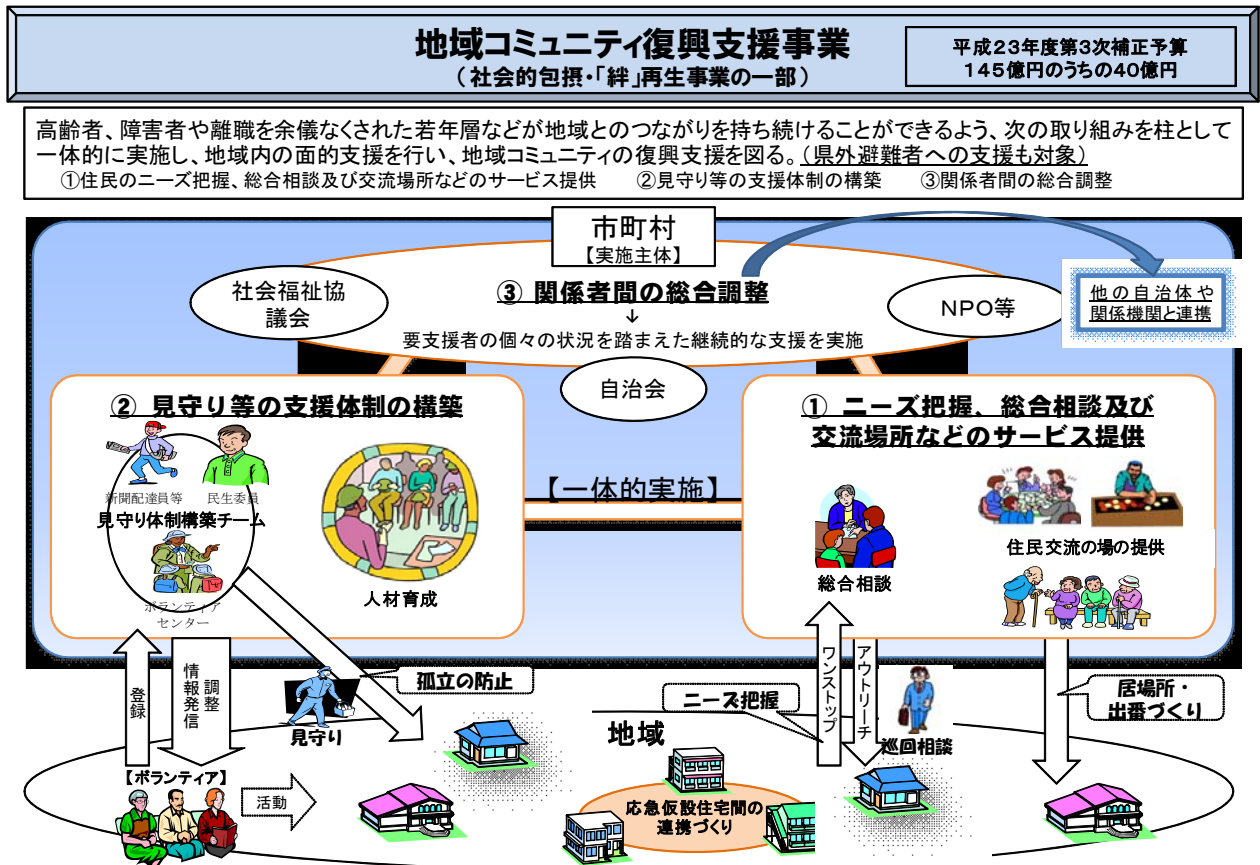 地域コミュニティ復興支援事業
（社会的包摂・「絆」再生事業の一部）
平成２３年度第３次補正予算
１４５億円のうちの４０億円
高齢者、障害者や離職を余儀なくされた若年層などが地域とのつながりを持ち続けることができるよう、次の取り組みを柱として
一体的に実施し、地域内の面的支援を行い、地域コミュニティの復興支援を図る。（県外避難者への支援も対象）
①住民のニーズ把握、総合相談及び交流場所などのサービス提供　②見守り等の支援体制の構築　③関係者間の総合調整
市町村
【実施主体】
社会福祉協
議会
③ 関係者間の総合調整
↓
要支援者の個々の状況を踏まえた継続的な支援を実施
NPO等
他の自治体や
関係機関と連携
自治会
② 見守り等の支援体制の構築
新聞配達員等
民生委員
見守り体制構築チーム
ボランティア
センター
人材育成
【一体的実施】
① ニーズ把握、総合相談及び
交流場所などのサービス提供
総合相談
住民交流の場の提供
登録
調整
情報発信
孤立の防止
見守り
ニーズ把握
ワンストップ
アウトリーチ
巡回相談
居場所・
出番づくり
地域
【ボランティア】
活動
応急仮設住宅間の
連携づくり